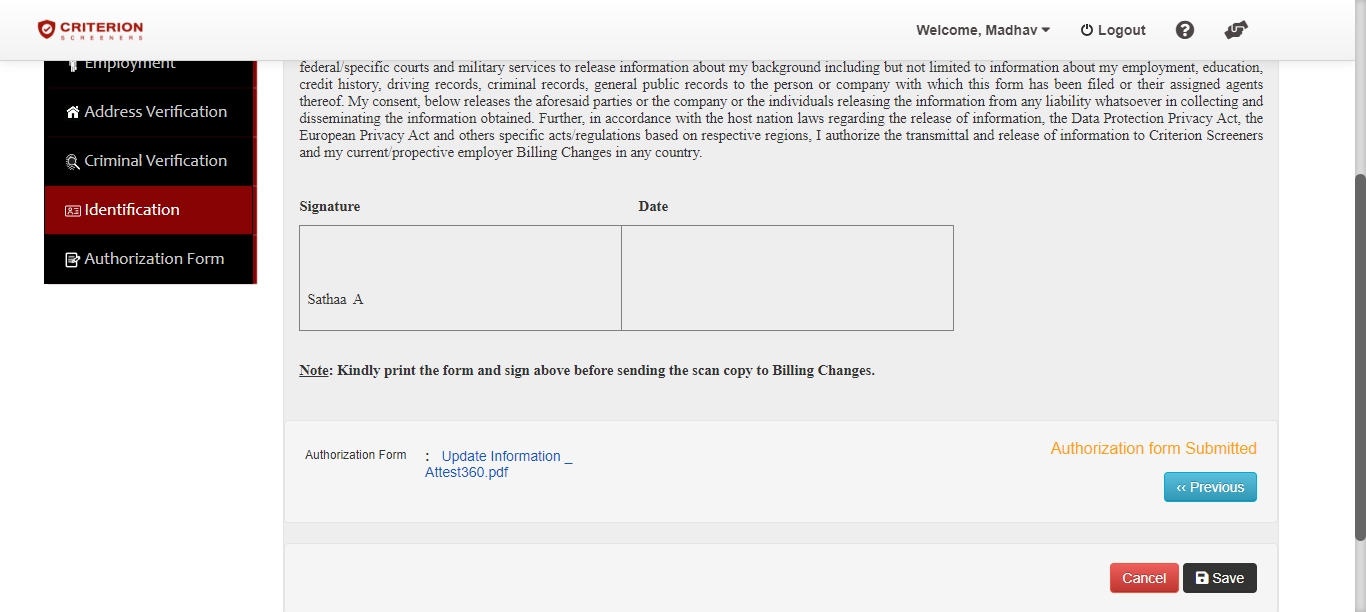 CRITERION
SCREENERS
Welcome, Madhav
Logout
Employment
Address Verification
Criminal Verification
Identification
Authorization Form
federal/specific courts and military services to release information about my background including but not limited to information about my employment, education,
credit history, driving records, criminal records, general public records to the person or company with which this form has been filed or their assigned agents
thereof. My consent, below releases the aforesaid parties or the company or the individuals releasing the information from any liability whatsoever in collecting and
disseminating the information obtained. Further, in accordance with the host nation laws regarding the release of information, the Data Protection Privacy Act, the
European Privacy Act and others specific acts/regulations based on respective regions, I authorize the transmittal and release of information to Criterion Screeners
and my current/propective employer Billing Changes in any country.
Signature Date
Sathaa A
Note: Kindly print the form and sign above before sending the scan copy to Billing Changes.
Authorization Form : Update Information _
Attest360.pdf
Authorization form Submitted
‹‹ Previous
Cancel Save